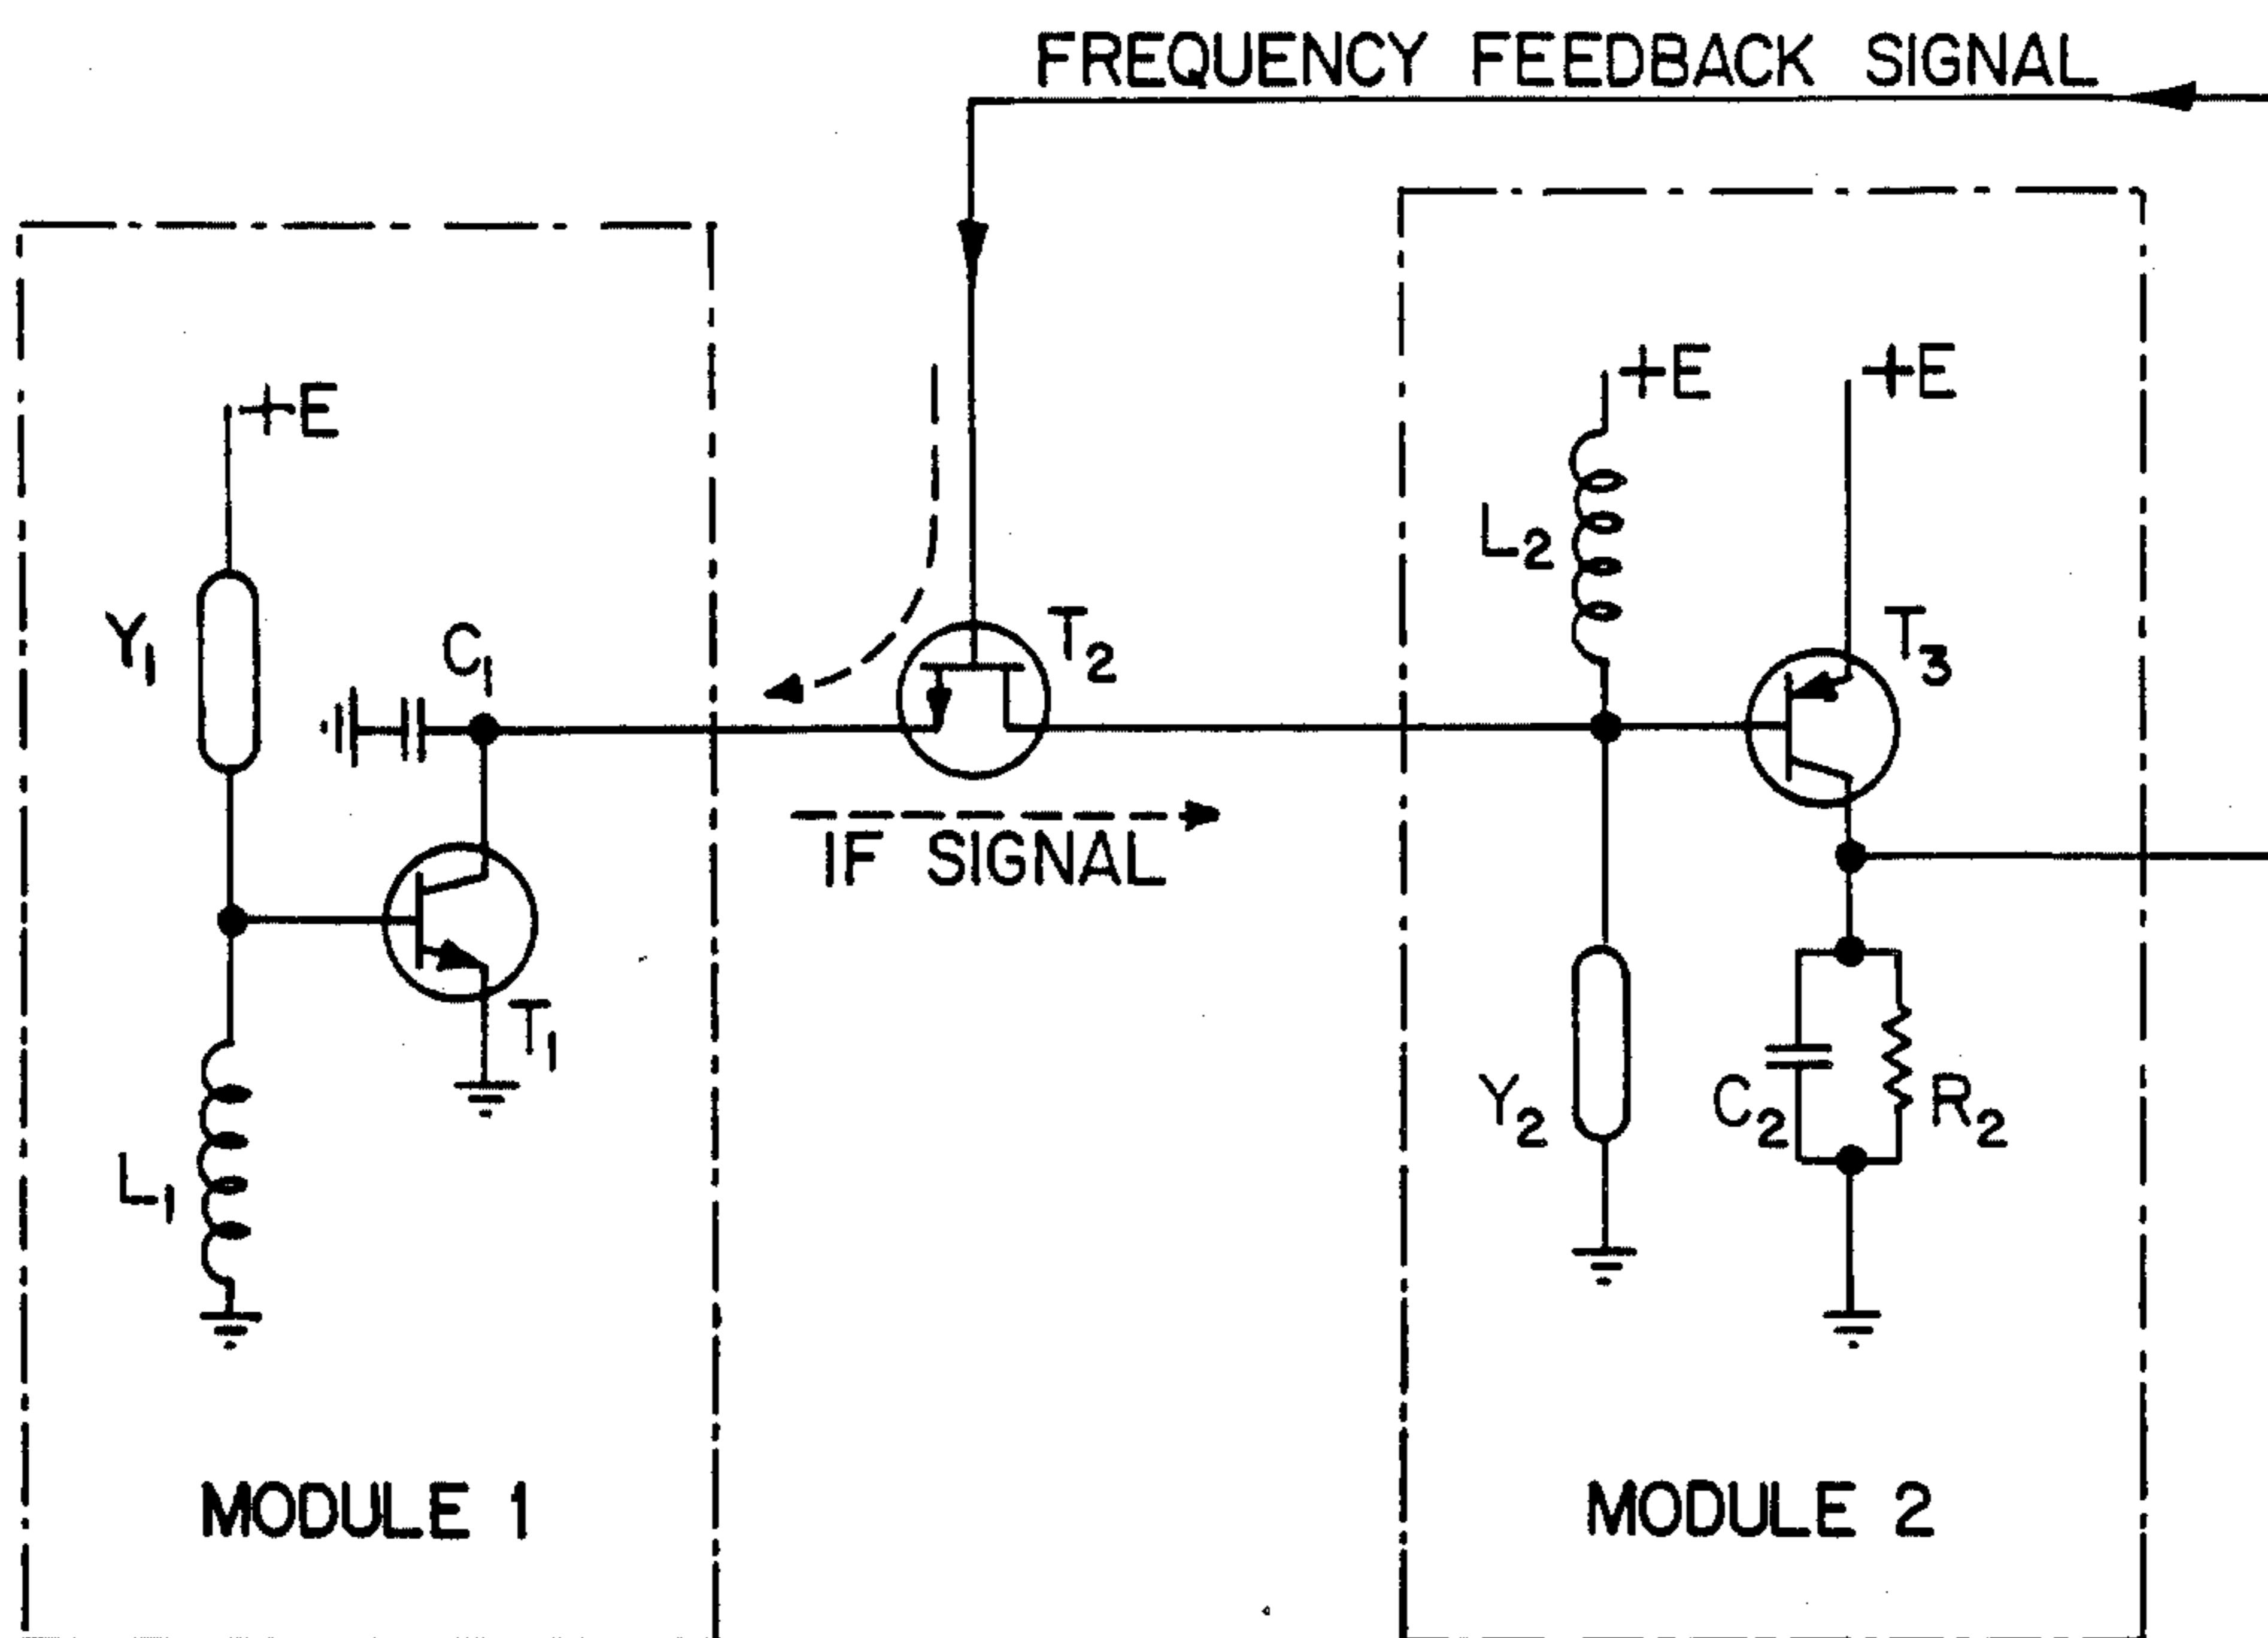 FREQUENCY FEEDBACK SIGNAL
+E
Y1
C1
T1
L1
MODULE 1
T2
IF SIGNAL
+E
+E
L2
T3
Y2
C2
R2
MODULE 2